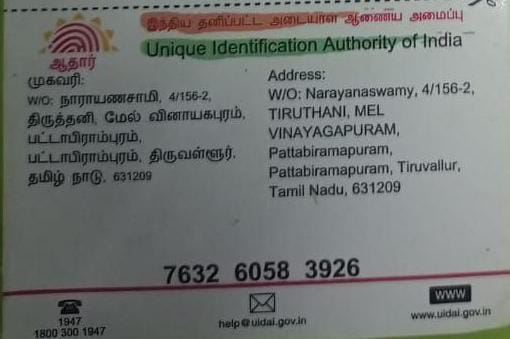 இந்திய தனிப்பட்ட அடையாள ஆணைய அமைப்பு
Unique Identification Authority of India
ஆதார்
முகவரி:
W/O: நாராயணசாமி, 4/156-2,
திருத்தனி, மேல் வினாயகபுரம்,
பட்டாபிராம்புரம்,
பட்டாபிராம்புரம், திருவள்ளூர்,
தமிழ் நாடு, 631209
Address:
W/O: Narayanaswamy, 4/156-2,
TIRUTHANI, MEL
VINAYAGAPURAM,
Pattabiramapuram,
Pattabiramapuram, Tiruvallur,
Tamil Nadu, 631209
7632 6058 3926
1947
1800 300 1947
help@uidai.gov.in
WWW
www.uidai.gov.in